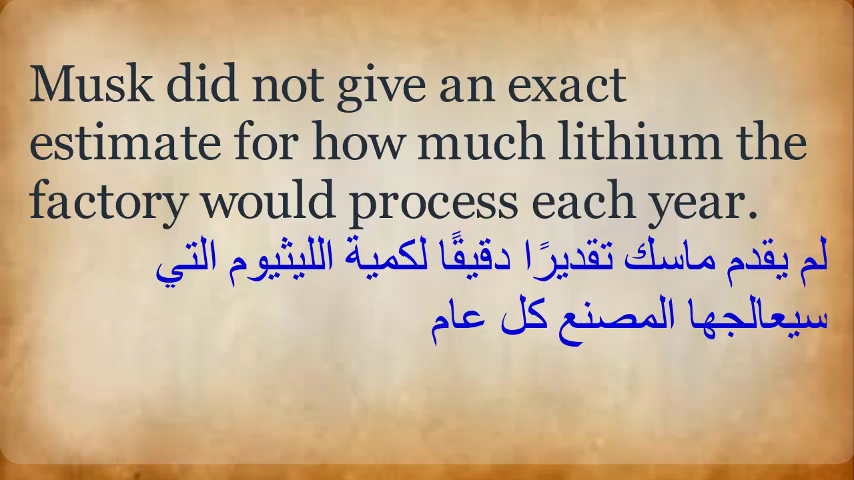 Musk did not give an exact
estimate for how much lithium the
factory would process each year.
لم يقدم ماسك تقديرًا دقيقًا لكمية الليثيوم التي
سيعالجها المصنع كل عام